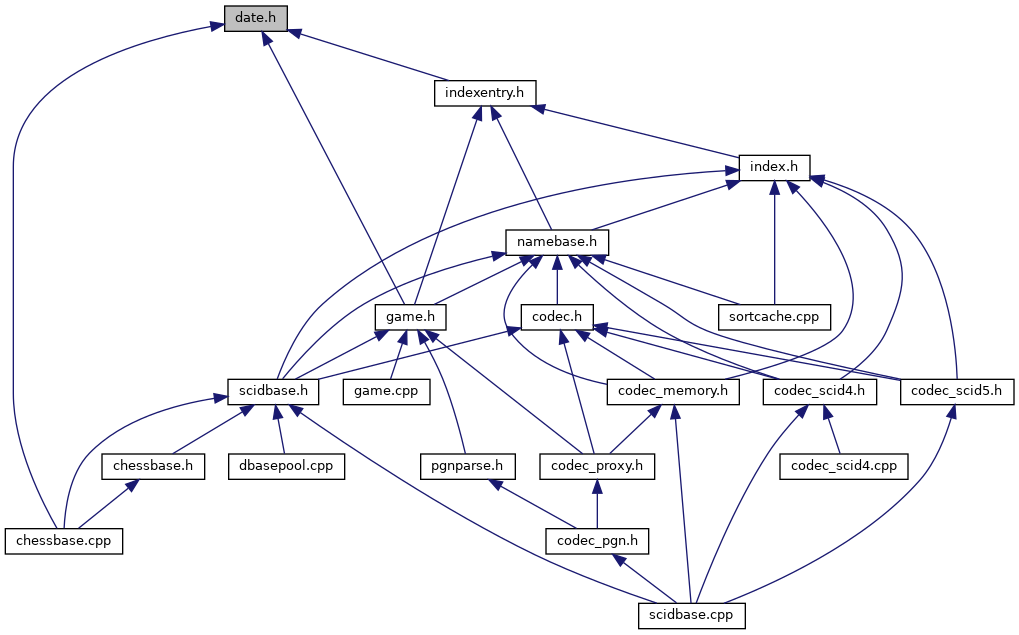 date.h
indexentry.h
index.h
namebase.h
game.h
codec.h
sortcache.cpp
scidbase.h
game.cpp
codec_memory.h
codec_scid4.h
codec_scid5.h
chessbase.h
dbasepool.cpp
pgnparse.h
codec_proxy.h
codec_scid4.cpp
chessbase.cpp
codec_pgn.h
scidbase.cpp